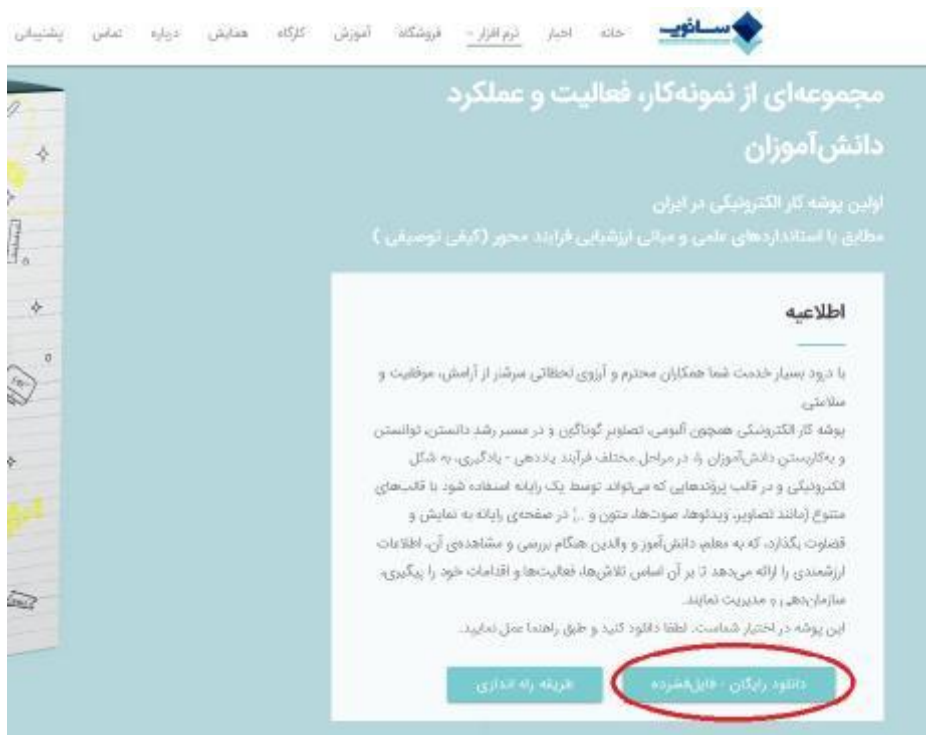 سانویر
خانه اخبار نرم افزار فروشگاه آموزش کارگاه همایش درباره تماس پشتیبانی
مجموعه‌ای از نمونه‌کار، فعالیت و عملکرد
دانش‌آموزان
اولین پوشه کار الکترونیکی در ایران
مطابق با استانداردهای علمی و مبانی ارزشیابی فرایند محور (کیفی توصیفی )
اطلاعیه
با درود بسیار خدمت شما همکاران محترم و آرزوی لحظاتی سرشار از آرامش، موفقیت و
سلامتی
پوشه کار الکترونیکی همچون آلبومی، تصاویر گوناگون و در مسیر رشد دانستن، توانستن
و به‌کاربستن دانش‌آموزان را، در مراحل مختلف فرآیند یاددهی - یادگیری، به شکل
الکترونیکی و در قالب پرونده‌هایی که می‌تواند توسط یک رایانه استفاده شود با قالب‌های
متنوع (مانند تصاویر، ویدئوها، صوت‌ها، متون و ..) در صفحه‌ی رایانه به نمایش و
قضاوت بگذارد، که به معلم، دانش‌آموز و والدین هنگام بررسی و مشاهده‌ی آن، اطلاعات
ارزشمندی را ارائه می‌دهد تا بر آن اساس تلاش‌ها، فعالیت‌ها و اقدامات خود را پیگیری،
سازمان‌دهی و مدیریت نمایند.
این پوشه در اختیار شماست. لطفا دانلود کنید و طبق راهنما عمل نمایید.
دانلود رایگان - فایل‌فشرده طریقه راه اندازی